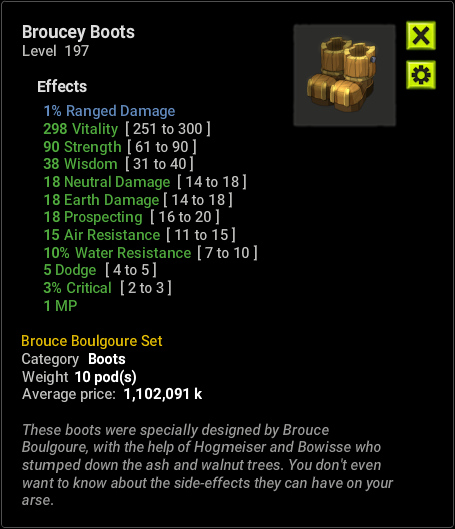 Broucey Boots
Level 197
Effects
1% Ranged Damage
298 Vitality [ 251 to 300 ]
90 Strength [ 61 to 90 ]
38 Wisdom [ 31 to 40 ]
18 Neutral Damage [ 14 to 18 ]
18 Earth Damage [ 14 to 18 ]
18 Prospecting [ 16 to 20 ]
15 Air Resistance [ 11 to 15 ]
10% Water Resistance [ 7 to 10 ]
5 Dodge [ 4 to 5 ]
3% Critical [ 2 to 3 ]
1 MP
Brouce Boulgoure Set
Category Boots
Weight 10 pod(s)
Average price: 1,102,091 k
These boots were specially designed by Brouce
Boulgoure, with the help of Hogmeiser and Bowisse who
stumped down the ash and walnut trees. You don't even
want to know about the side-effects they can have on your
arse.